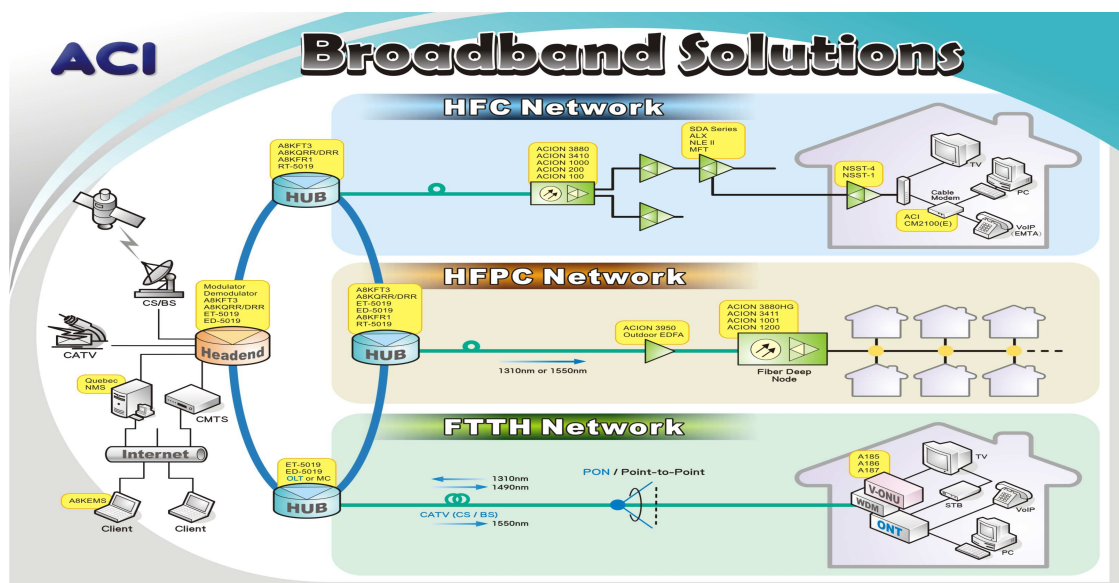 ACI
Broadband Solutions
HFC Network
A8KFT3
A8KQRR/DRR
A8KFR1
RT-5019
HUB
ACION 3880
ACION 3410
ACION 1000
ACION 200
ACION 100
SDA Series
ALX
NLE II
MFT
NSST-4
NSST-1
TV
PC
Cable
Modem
ACI
CM2100(E)
VoIP
(EMTA)
CS/BS
CATV
Modulator
Demodulator
A8KFT3
A8KQRR/DRR
ET-5019
ED-5019
Headend
Quebec
NMS
CMTS
Internet
A8KEMS
Client
Client
HFPC Network
A8KFT3
A8KQRR/DRR
ET-5019
ED-5019
A8KFR1
RT-5019
HUB
1310nm or 1550nm
ACION 3950
Outdoor EDFA
ACION 3880HG
ACION 3411
ACION 1001
ACION 1200
Fiber Deep
Node
FTTH Network
ET-5019
ED-5019
OLT or MC
HUB
1310nm
1490nm
CATV (CS / BS)
1550nm
PON / Point-to-Point
A185
A186
A187
V-ONU
WDM
ONT
TV
STB
VoIP
PC